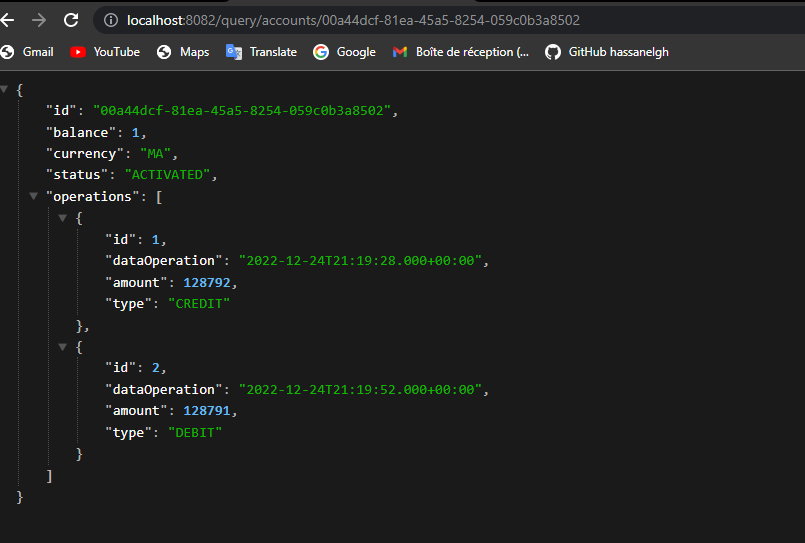 localhost:8082/query/accounts/00a44dcf-81ea-45a5-8254-059c0b3a8502
Gmail YouTube Maps Translate Google Boîte de réception (... GitHub hassanelgh
{
"id": "00a44dcf-81ea-45a5-8254-059c0b3a8502",
"balance": 1,
"currency": "MA",
"status": "ACTIVATED",
"operations": [
{
"id": 1,
"dataOperation": "2022-12-24T21:19:28.000+00:00",
"amount": 128792,
"type": "CREDIT"
},
{
"id": 2,
"dataOperation": "2022-12-24T21:19:52.000+00:00",
"amount": 128791,
"type": "DEBIT"
}
]
}